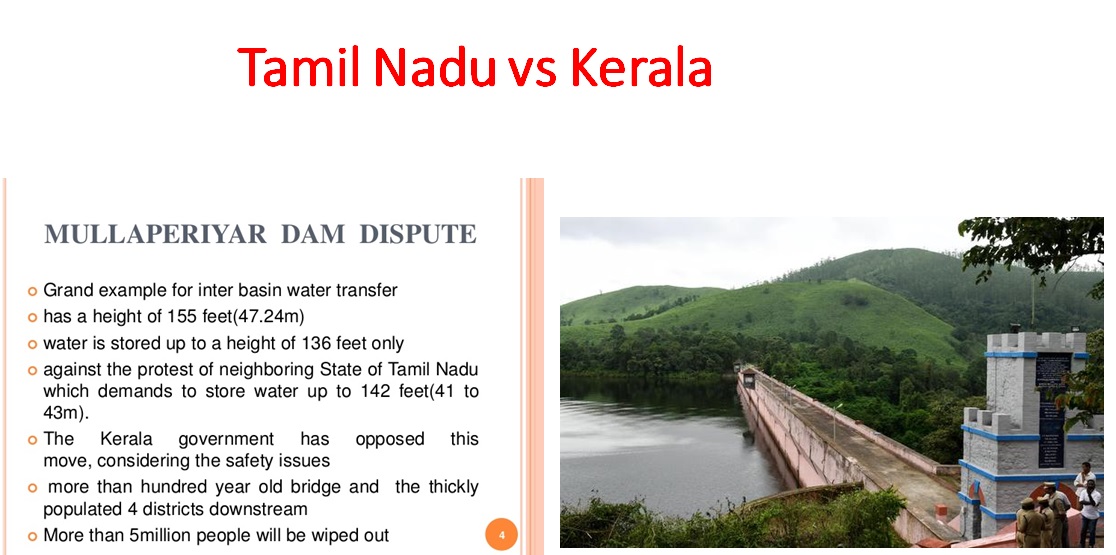 Tamil Nadu vs Kerala
MULLAPERIYAR DAM DISPUTE
Grand example for inter basin water transfer
has a height of 155 feet(47.24m)
water is stored up to a height of 136 feet only
against the protest of neighboring State of Tamil Nadu
which demands to store water up to 142 feet(41 to
43m).
The Kerala government has opposed this
move, considering the safety issues
more than hundred year old bridge and the thickly
populated 4 districts downstream
More than 5million people will be wiped out
4